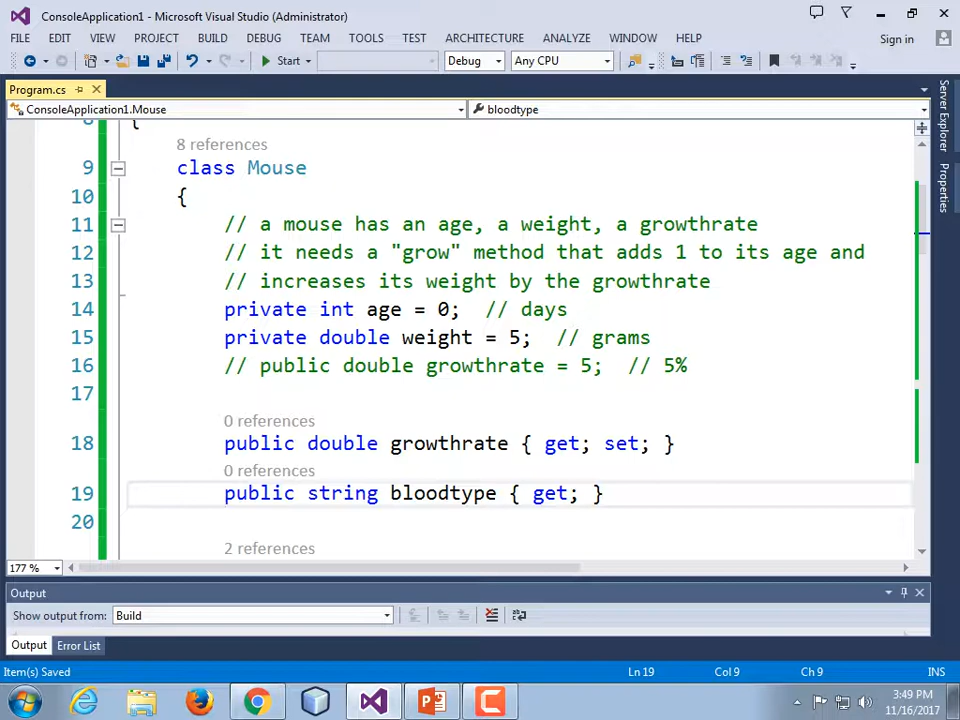 ConsoleApplication1 - Microsoft Visual Studio (Administrator)
FILE EDIT VIEW PROJECT BUILD DEBUG TEAM TOOLS TEST ARCHITECTURE ANALYZE WINDOW HELP Sign in
Start Debug Any CPU
Program.cs
ConsoleApplication1.Mouse bloodtype
8 {
8 references
9 class Mouse
10 {
11 // a mouse has an age, a weight, a growthrate
12 // it needs a "grow" method that adds 1 to its age and
13 // increases its weight by the growthrate
14 private int age = 0; // days
15 private double weight = 5; // grams
16 // public double growthrate = 5; // 5%
17
0 references
18 public double growthrate { get; set; }
0 references
19 public string bloodtype { get; }
20
2 references
177 %
Server Explorer
Properties
Output
Show output from: Build
Output Error List
Item(s) Saved Ln 19 Col 9 Ch 9 INS
3:49 PM
11/16/2017